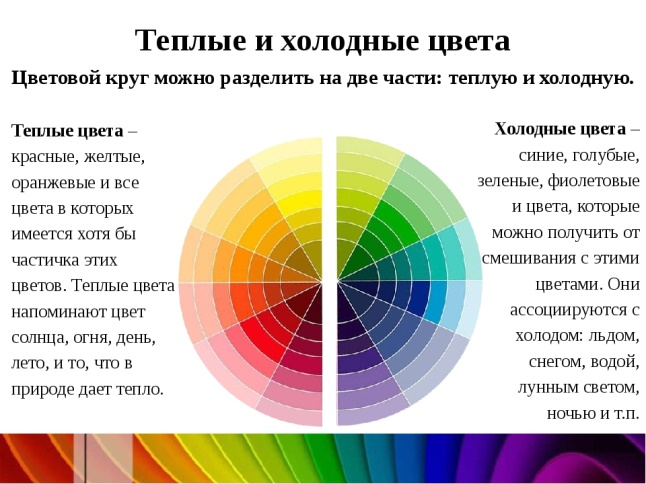 Теплые и холодные цвета
Цветовой круг можно разделить на две части: теплую и холодную.
Теплые цвета –
красные, желтые,
оранжевые и все
цвета в которых
имеется хотя бы
частичка этих
цветов. Теплые цвета
напоминают цвет
солнца, огня, день,
лето, и то, что в
природе дает тепло.
Холодные цвета –
синие, голубые,
зеленые, фиолетовые
и цвета, которые
можно получить от
смешивания с этими
цветами. Они
ассоциируются с
холодом: льдом,
снегом, водой,
лунным светом,
ночью и т.п.